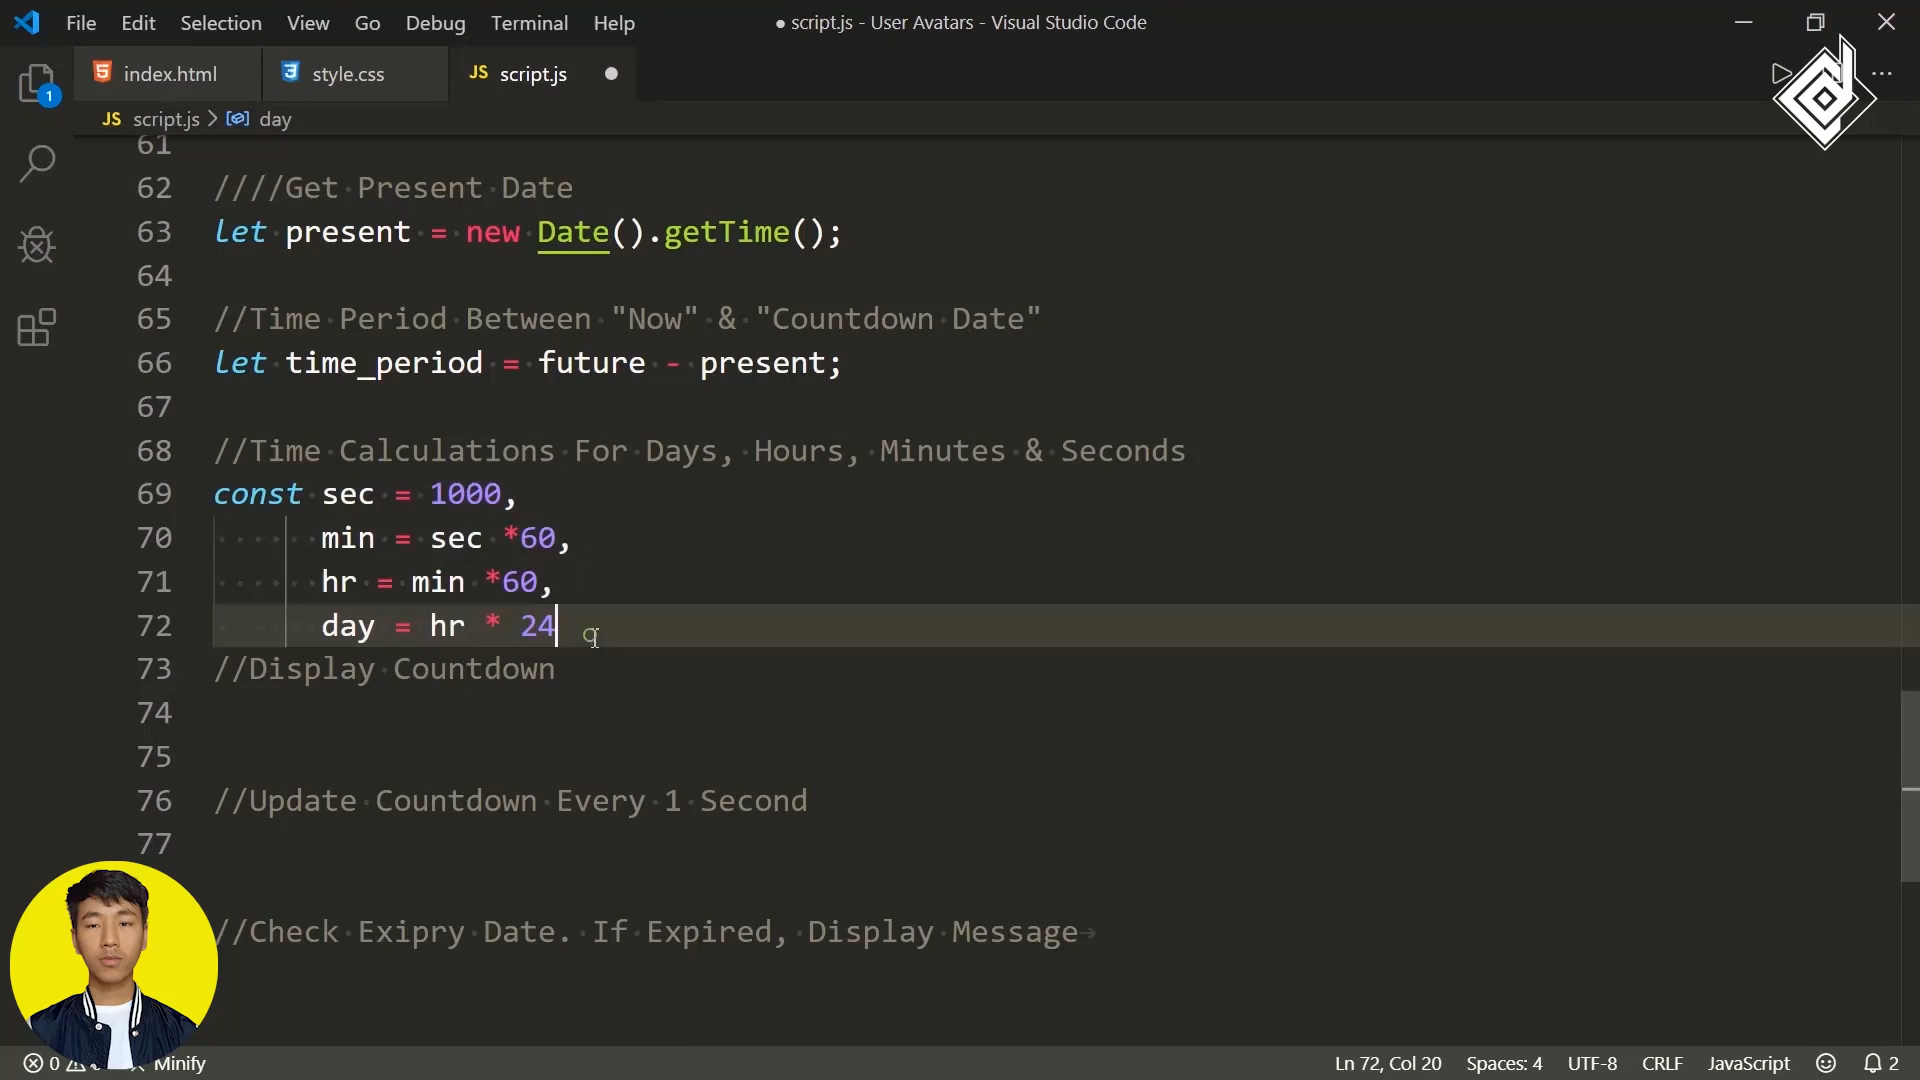 File Edit Selection View Go Debug Terminal Help
● script.js - User Avatars - Visual Studio Code
index.html
style.css
JS script.js
1
JS script.js > day
61
62 ////Get Present Date
63 let present = new Date().getTime();
64
65 //Time Period Between "Now" & "Countdown Date"
66 let time_period = future - present;
67
68 //Time Calculations For Days, Hours, Minutes & Seconds
69 const sec = 1000,
70 min = sec *60,
71 hr = min *60,
72 day = hr * 24
73 //Display Countdown
74
75
76 //Update Countdown Every 1 Second
77
//Check Exipry Date. If Expired, Display Message
0
Minify
Ln 72, Col 20 Spaces: 4 UTF-8 CRLF JavaScript 2